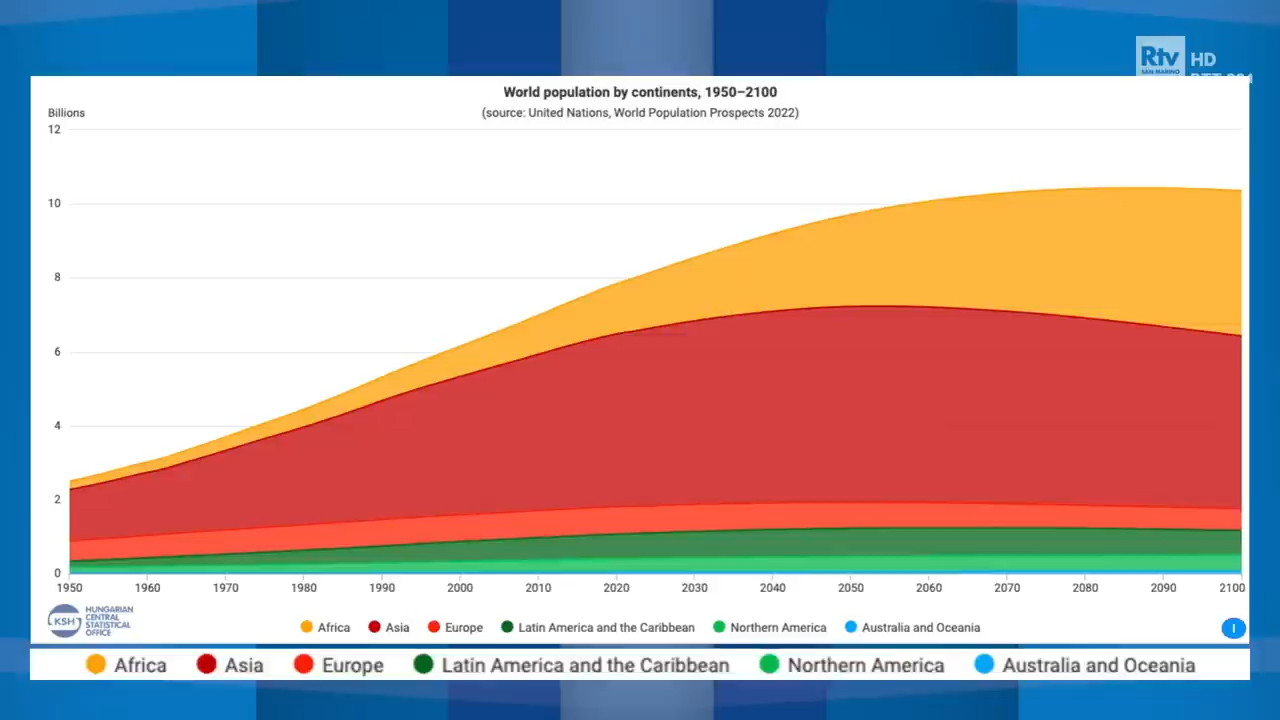 Rtv HD
SAN MARINO
World population by continents, 1950–2100
Billions
(source: United Nations, World Population Prospects 2022)
12
10
8
6
4
2
0
1950 1960 1970 1980 1990 2000 2010 2020 2030 2040 2050 2060 2070 2080 2090 2100
KSH HUNGARIAN
CENTRAL
STATISTICAL
OFFICE
Africa Asia Europe Latin America and the Caribbean Northern America Australia and Oceania
Africa Asia Europe Latin America and the Caribbean Northern America Australia and Oceania